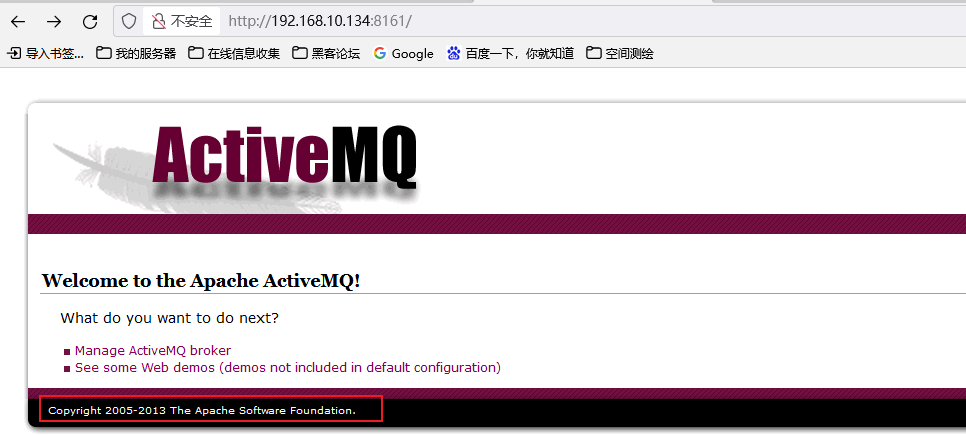 不安全 http://192.168.10.134:8161/
导入书签... 我的服务器 在线信息收集 黑客论坛 Google 百度一下，你就知道 空间测绘
ActiveMQ
Welcome to the Apache ActiveMQ!
What do you want to do next?
Manage ActiveMQ broker
See some Web demos (demos not included in default configuration)
Copyright 2005-2013 The Apache Software Foundation.